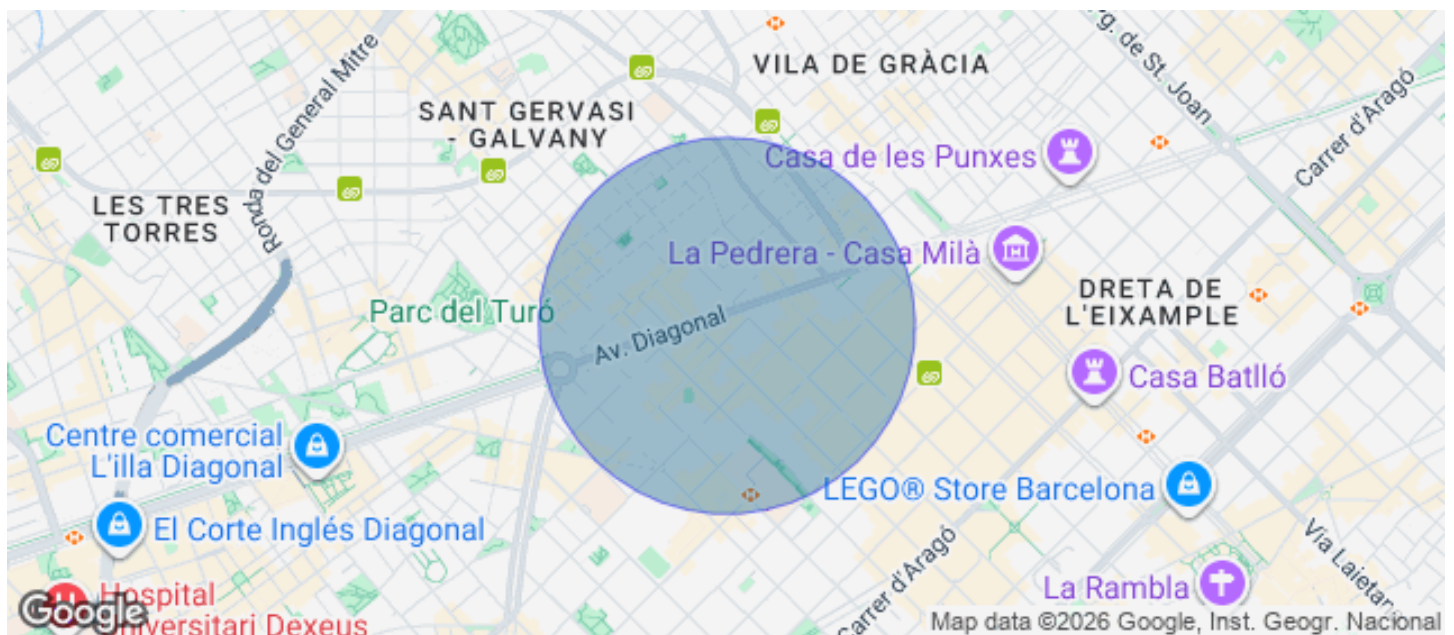 VILA DE GRÀCIA
g. de St. Joan
Carrer d'Aragó
Ronda del General Mitre
SANT GERVASI
- GALVANY
Casa de les Punxes
LES TRES
TORRES
La Pedrera - Casa Milà
DRETA DE
L'EIXAMPLE
Parc del Turó
Av. Diagonal
Casa Batlló
Centre comercial
L'illa Diagonal
LEGO® Store Barcelona
El Corte Inglés Diagonal
Carrer d'Aragó
Via Laietan
La Rambla
Hospital
Universitari Dexeus
Google
Map data ©2026 Google, Inst. Geogr. Nacional